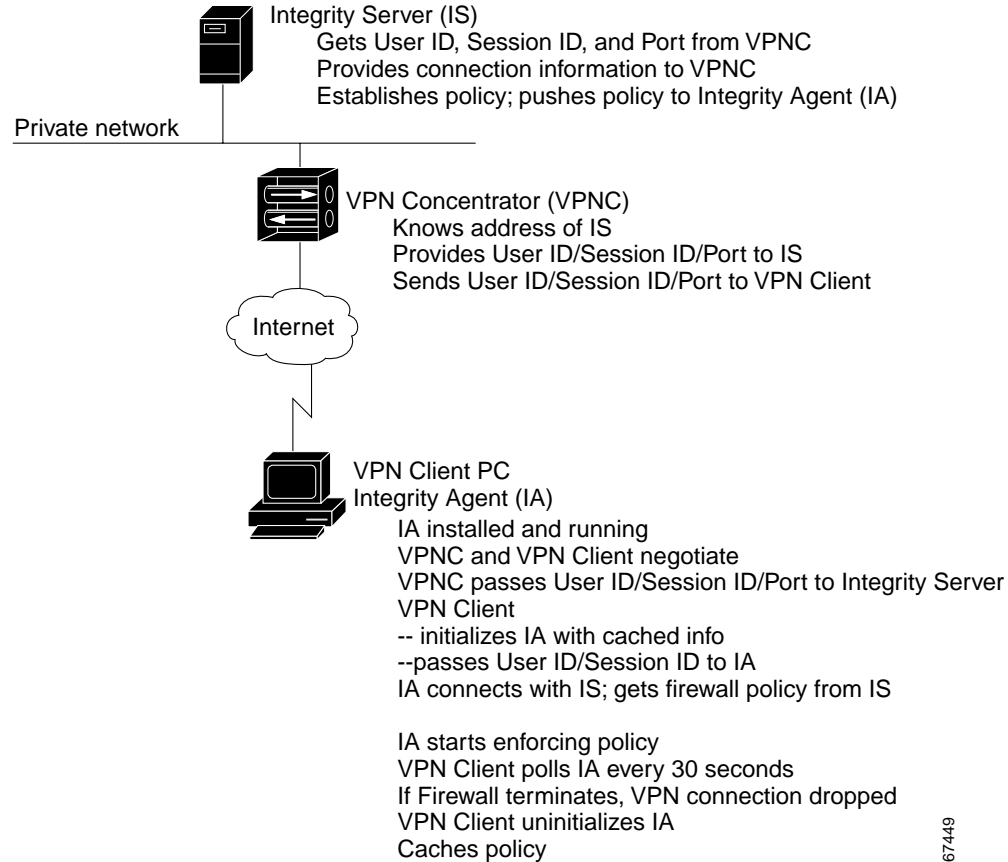 Integrity Server (IS)
Gets User ID, Session ID, and Port from VPNC
Provides connection information to VPNC
Establishes policy; pushes policy to Integrity Agent (IA)
Private network
VPN Concentrator (VPNC)
Knows address of IS
Provides User ID/Session ID/Port to IS
Sends User ID/Session ID/Port to VPN Client
Internet
VPN Client PC
Integrity Agent (IA)
IA installed and running
VPNC and VPN Client negotiate
VPNC passes User ID/Session ID/Port to Integrity Server
VPN Client
-- initializes IA with cached info
--passes User ID/Session ID to IA
IA connects with IS; gets firewall policy from IS
IA starts enforcing policy
VPN Client polls IA every 30 seconds
If Firewall terminates, VPN connection dropped
VPN Client uninitializes IA
Caches policy
67449